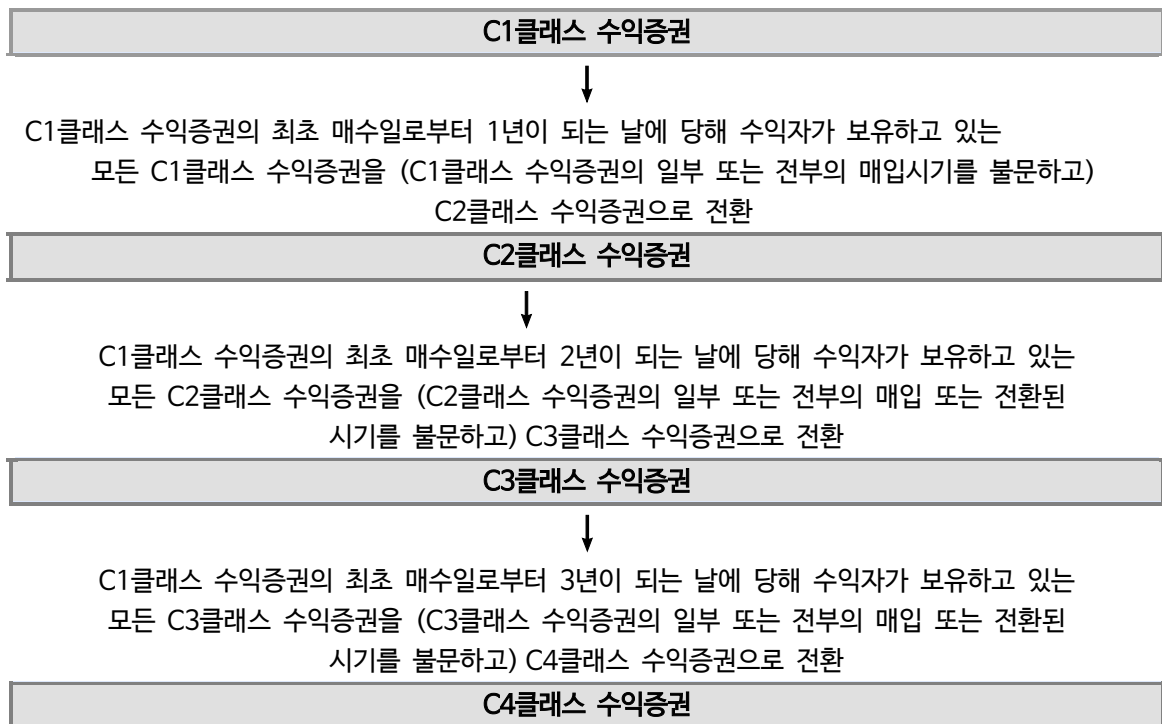 C1클래스 수익증권
C1클래스 수익증권의 최초 매수일로부터 1년이 되는 날에 당해 수익자가 보유하고 있는
모든 C1클래스 수익증권을 (C1클래스 수익증권의 일부 또는 전부의 매입시기를 불문하고)
C2클래스 수익증권으로 전환
C2클래스 수익증권
C1클래스 수익증권의 최초 매수일로부터 2년이 되는 날에 당해 수익자가 보유하고 있는
모든 C2클래스 수익증권을 (C2클래스 수익증권의 일부 또는 전부의 매입 또는 전환된
시기를 불문하고) C3클래스 수익증권으로 전환
C3클래스 수익증권
C1클래스 수익증권의 최초 매수일로부터 3년이 되는 날에 당해 수익자가 보유하고 있는
모든 C3클래스 수익증권을 (C3클래스 수익증권의 일부 또는 전부의 매입 또는 전환된
시기를 불문하고) C4클래스 수익증권으로 전환
C4클래스 수익증권